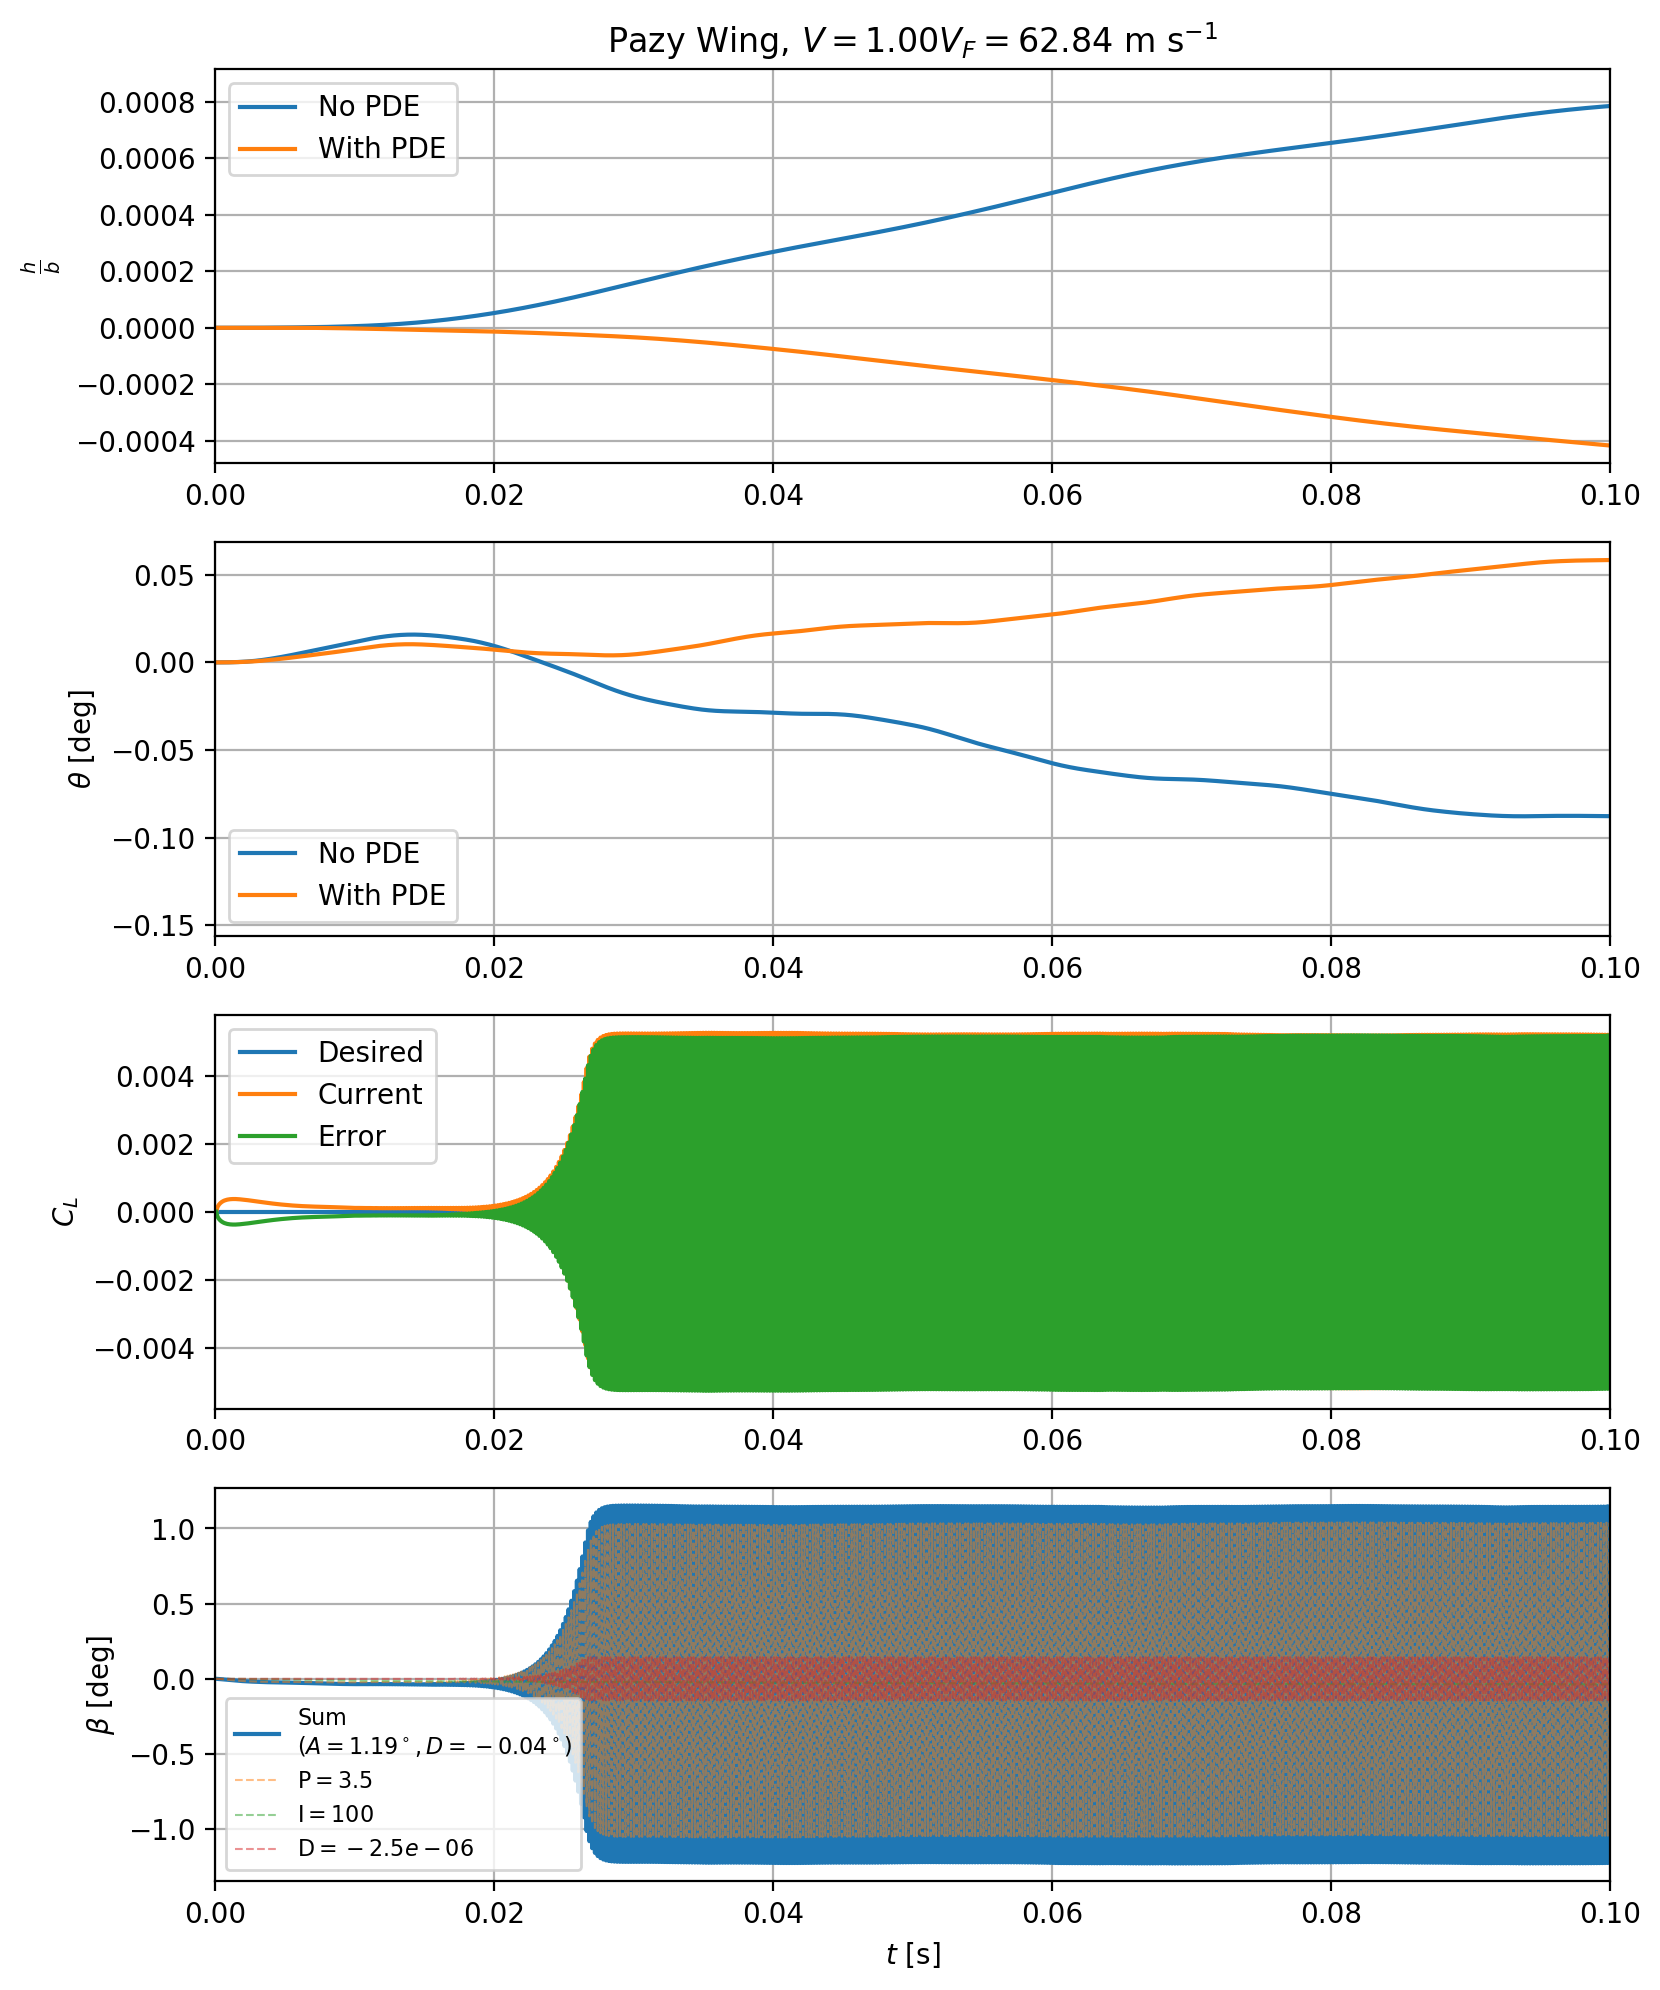 Pazy Wing, V = 1.00V_F = 62.84 m s⁻¹
0.0008
0.0006
0.0004
0.0002
0.0000
−0.0002
−0.0004
h/b
No PDE
With PDE
0.00 0.02 0.04 0.06 0.08 0.10
0.05
0.00
−0.05
−0.10
−0.15
θ [deg]
No PDE
With PDE
0.00 0.02 0.04 0.06 0.08 0.10
0.004
0.002
0.000
−0.002
−0.004
C_L
Desired
Current
Error
0.00 0.02 0.04 0.06 0.08 0.10
1.0
0.5
0.0
−0.5
−1.0
β [deg]
Sum
(A = 1.19°, D = −0.04°)
P = 3.5
I = 100
D = −2.5e − 06
0.00 0.02 0.04 0.06 0.08 0.10
t [s]